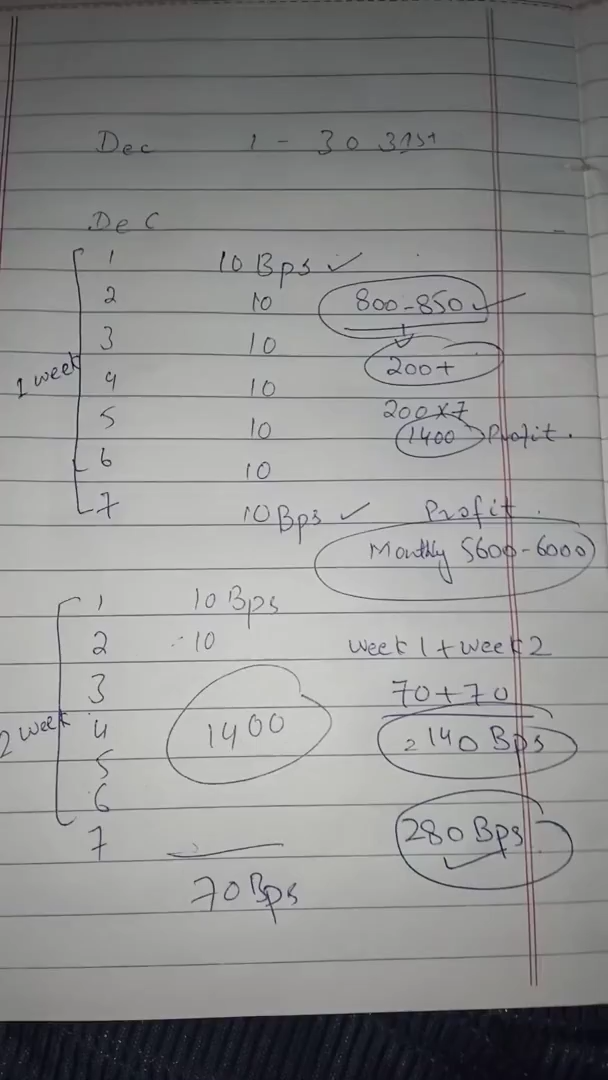 Dec 1 - 30 31st
Dec
1 10 Bps ✓
2 10 800-850 ✓
3 10
200+
1 week
4 10
200x7
5 10
1400 Profit.
6 10
7 10 Bps ✓ Profit.
Monthly 5600-6000
1 10 Bps
2 10 week 1 + week 2
3 70+70
2 week
4 1400
= 140 Bps
5
6
280 Bps ✓
7
70 Bps